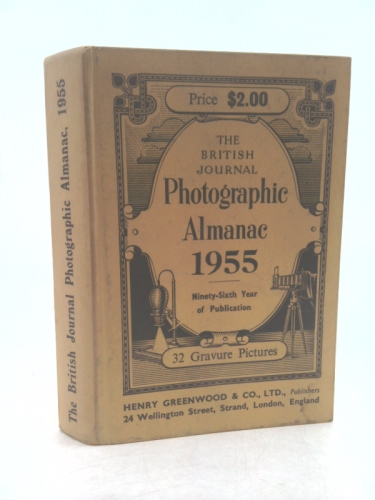 The British Journal Photographic Almanac, 1955
Price $2.00
THE
BRITISH
JOURNAL
Photographic
Almanac
1955
Ninety-Sixth Year
of Publication
32 Gravure Pictures
HENRY GREENWOOD & CO., LTD., Publishers
24 Wellington Street, Strand, London, England